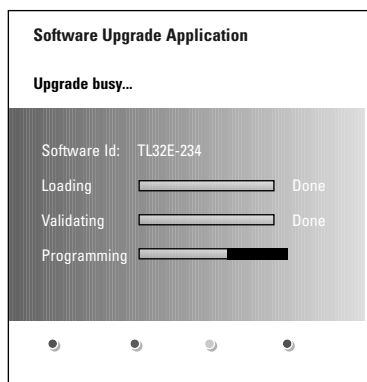 Software Upgrade Application
Upgrade busy...
Software Id: TL32E-234
Loading Done
Validating Done
Programming